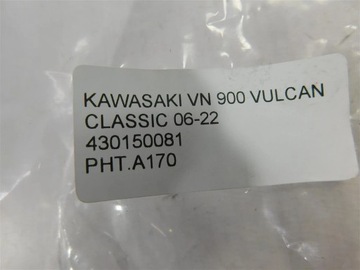 KAWASAKI VN 900 VULCAN
CLASSIC 06-22
430150081
PHT.A170